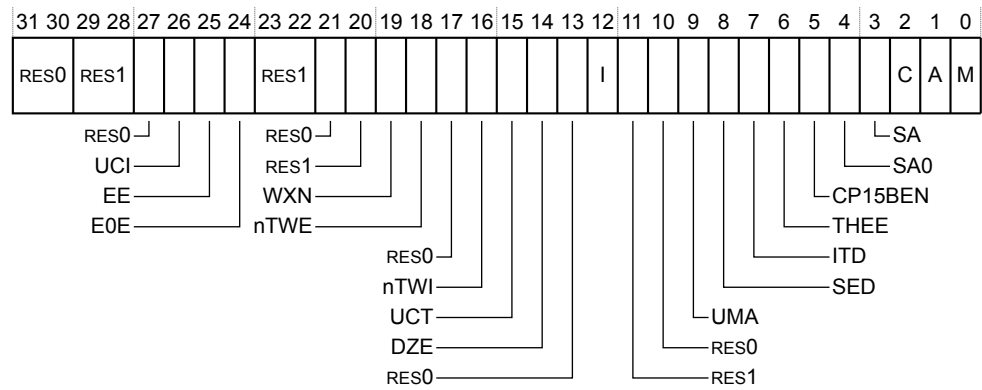 31 30 29 28 27 26 25 24 23 22 21 20 19 18 17 16 15 14 13 12 11 10 9 8 7 6 5 4 3 2 1 0
RES0 RES1 RES1 I C A M
RES0 RES0 SA
UCI RES1 SA0
EE WXN CP15BEN
E0E nTWE THEE
RES0 ITD
nTWI SED
UCT UMA
DZE RES0
RES0 RES1